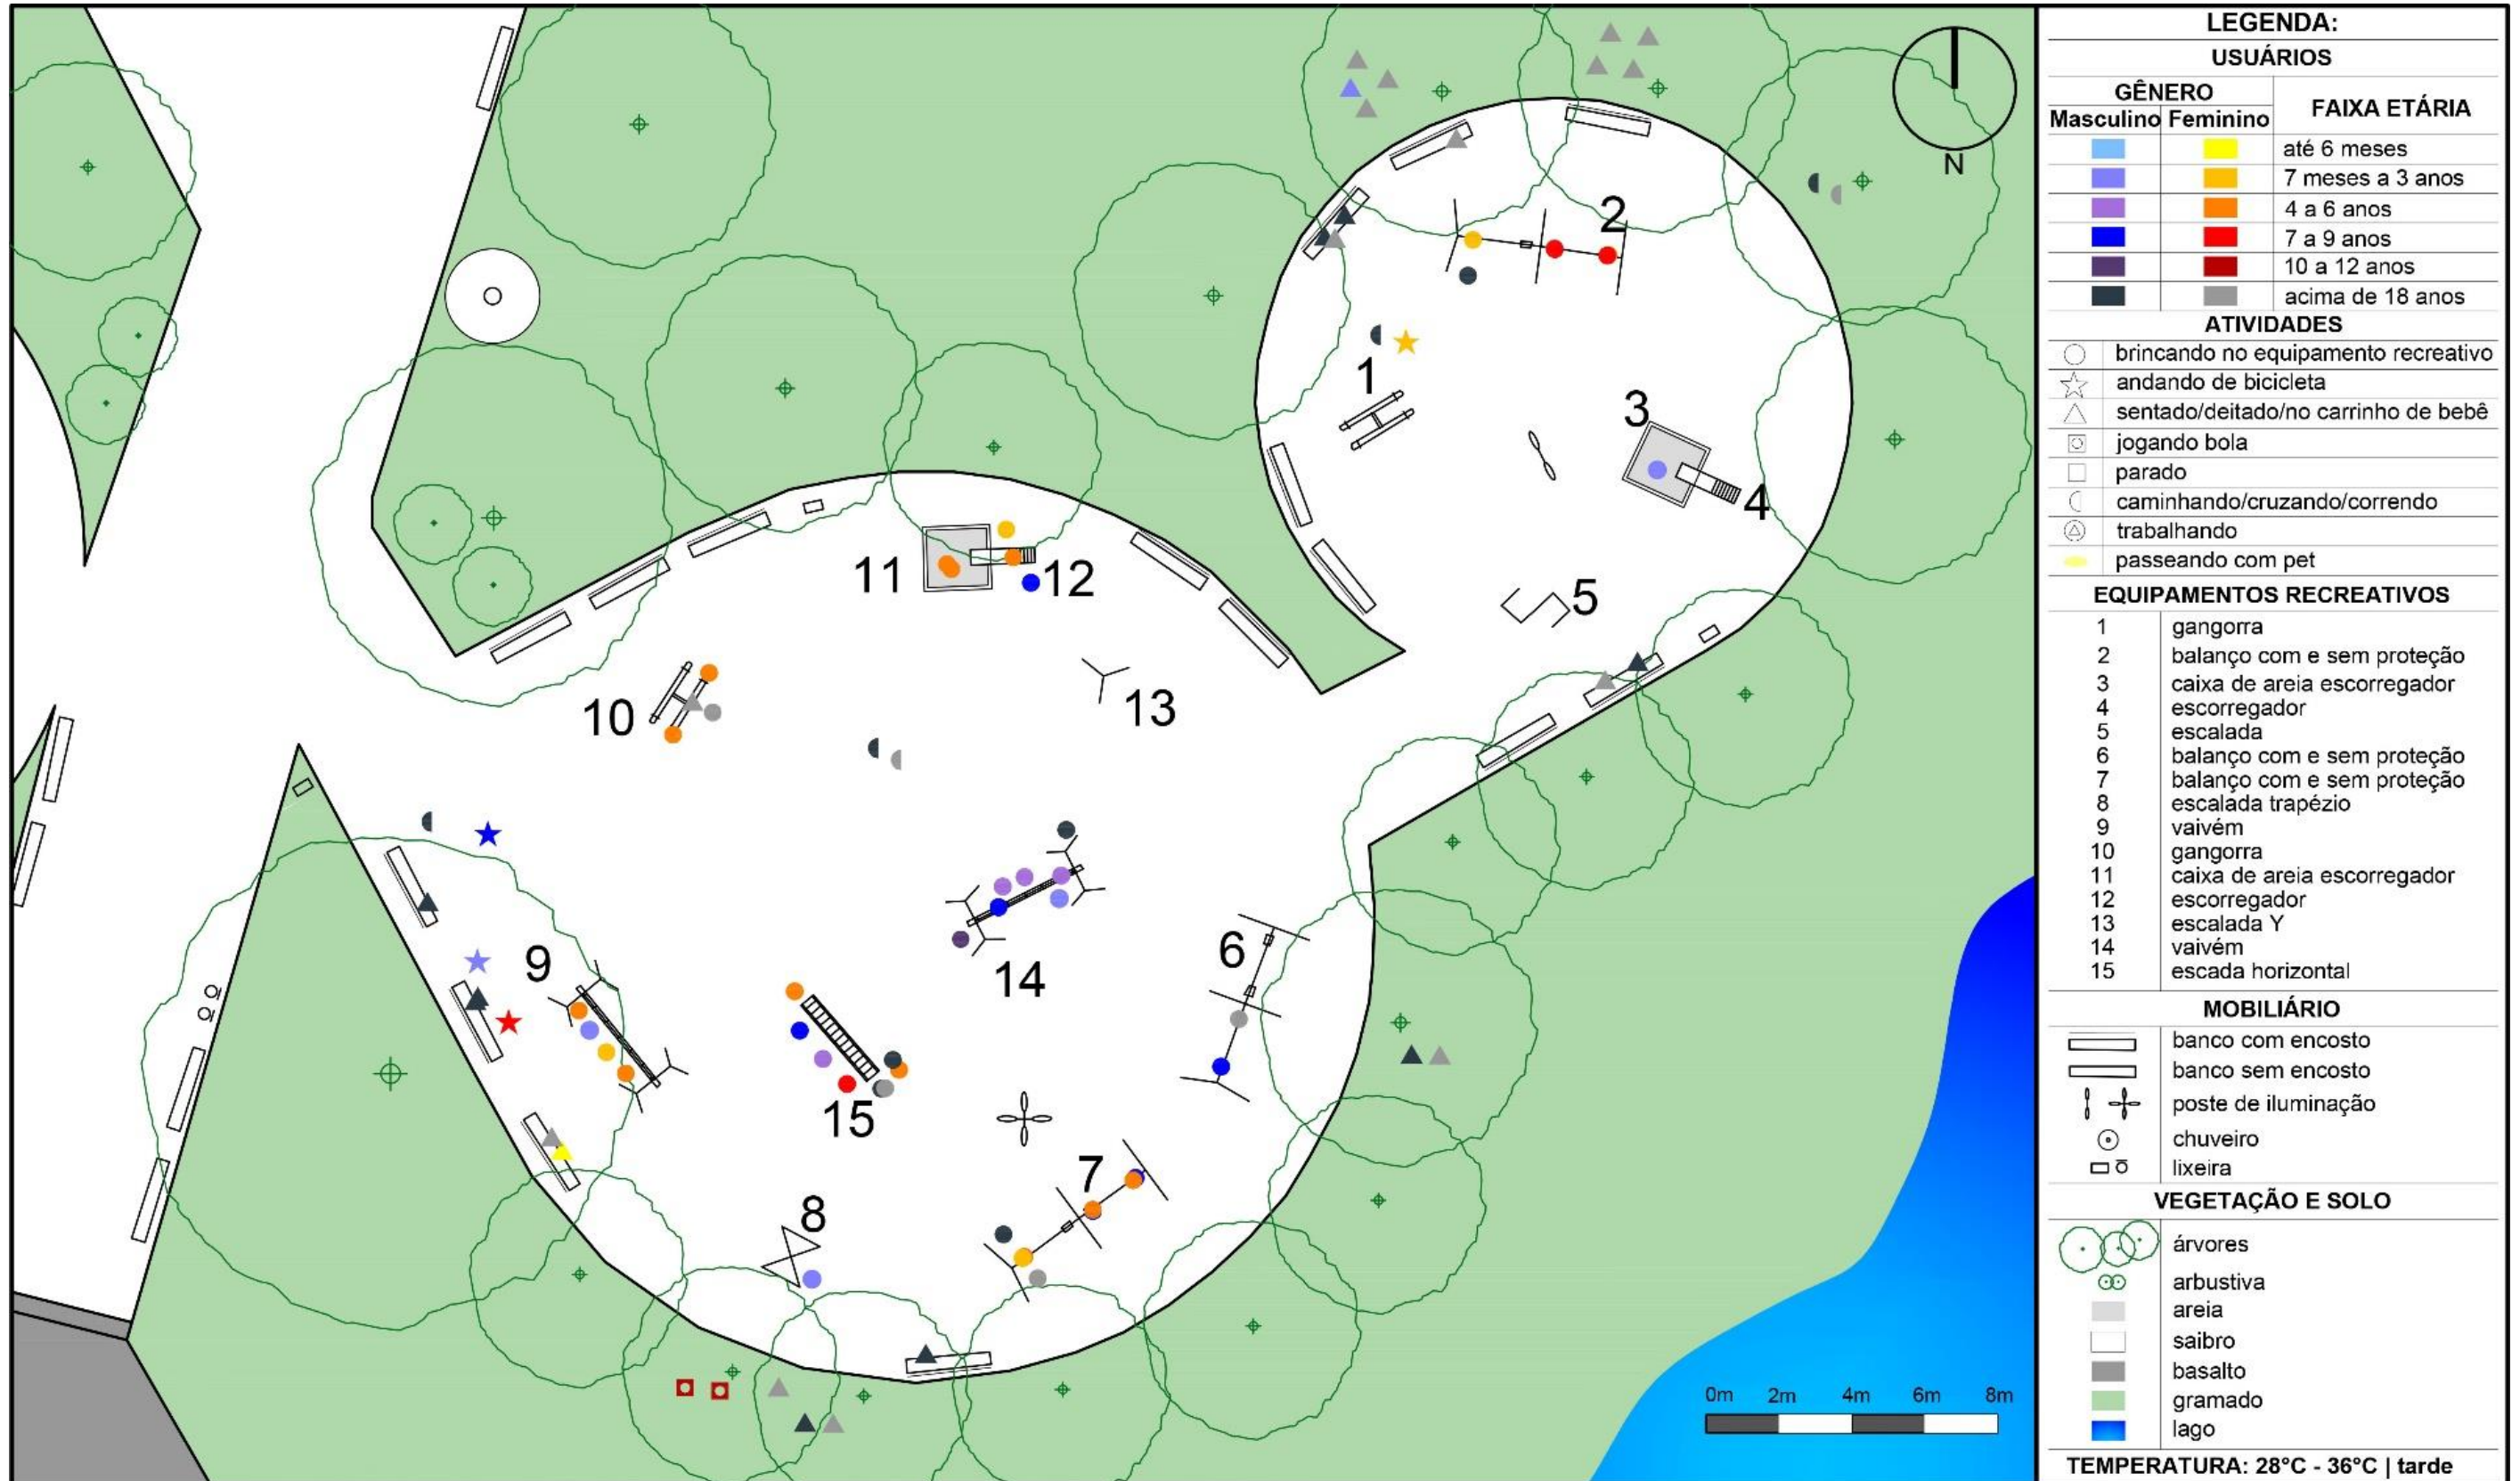 N
2
1
3
4
5
11
12
10
13
9
14
6
15
7
8
0m 2m 4m 6m 8m
LEGENDA:
USUÁRIOS
GÊNERO
Masculino Feminino
FAIXA ETÁRIA
até 6 meses
7 meses a 3 anos
4 a 6 anos
7 a 9 anos
10 a 12 anos
acima de 18 anos
ATIVIDADES
brincando no equipamento recreativo
andando de bicicleta
sentado/deitado/no carrinho de bebê
jogando bola
parado
caminhando/cruzando/correndo
trabalhando
passeando com pet
EQUIPAMENTOS RECREATIVOS
1 gangorra
2 balanço com e sem proteção
3 caixa de areia escorregador
4 escorregador
5 escalada
6 balanço com e sem proteção
7 balanço com e sem proteção
8 escalada trapézio
9 vaivém
10 gangorra
11 caixa de areia escorregador
12 escorregador
13 escalada Y
14 vaivém
15 escada horizontal
MOBILIÁRIO
banco com encosto
banco sem encosto
poste de iluminação
chuveiro
lixeira
VEGETAÇÃO E SOLO
árvores
arbustiva
areia
saibro
basalto
gramado
lago
TEMPERATURA: 28°C - 36°C | tarde